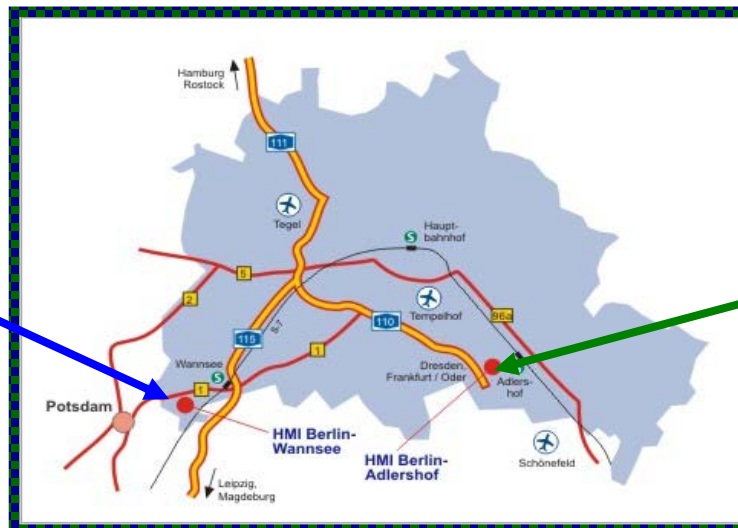 Hamburg
Rostock
111
Tegel
S
Haupt-
bahnhof
5
2
S 7
Tempelhof
96a
115
110
1
Wannsee
S
Dresden,
Frankfurt / Oder
S
Adlers-
hof
1
Potsdam
HMI Berlin-
Wannsee
HMI Berlin-
Adlershof
Schönefeld
Leipzig,
Magdeburg